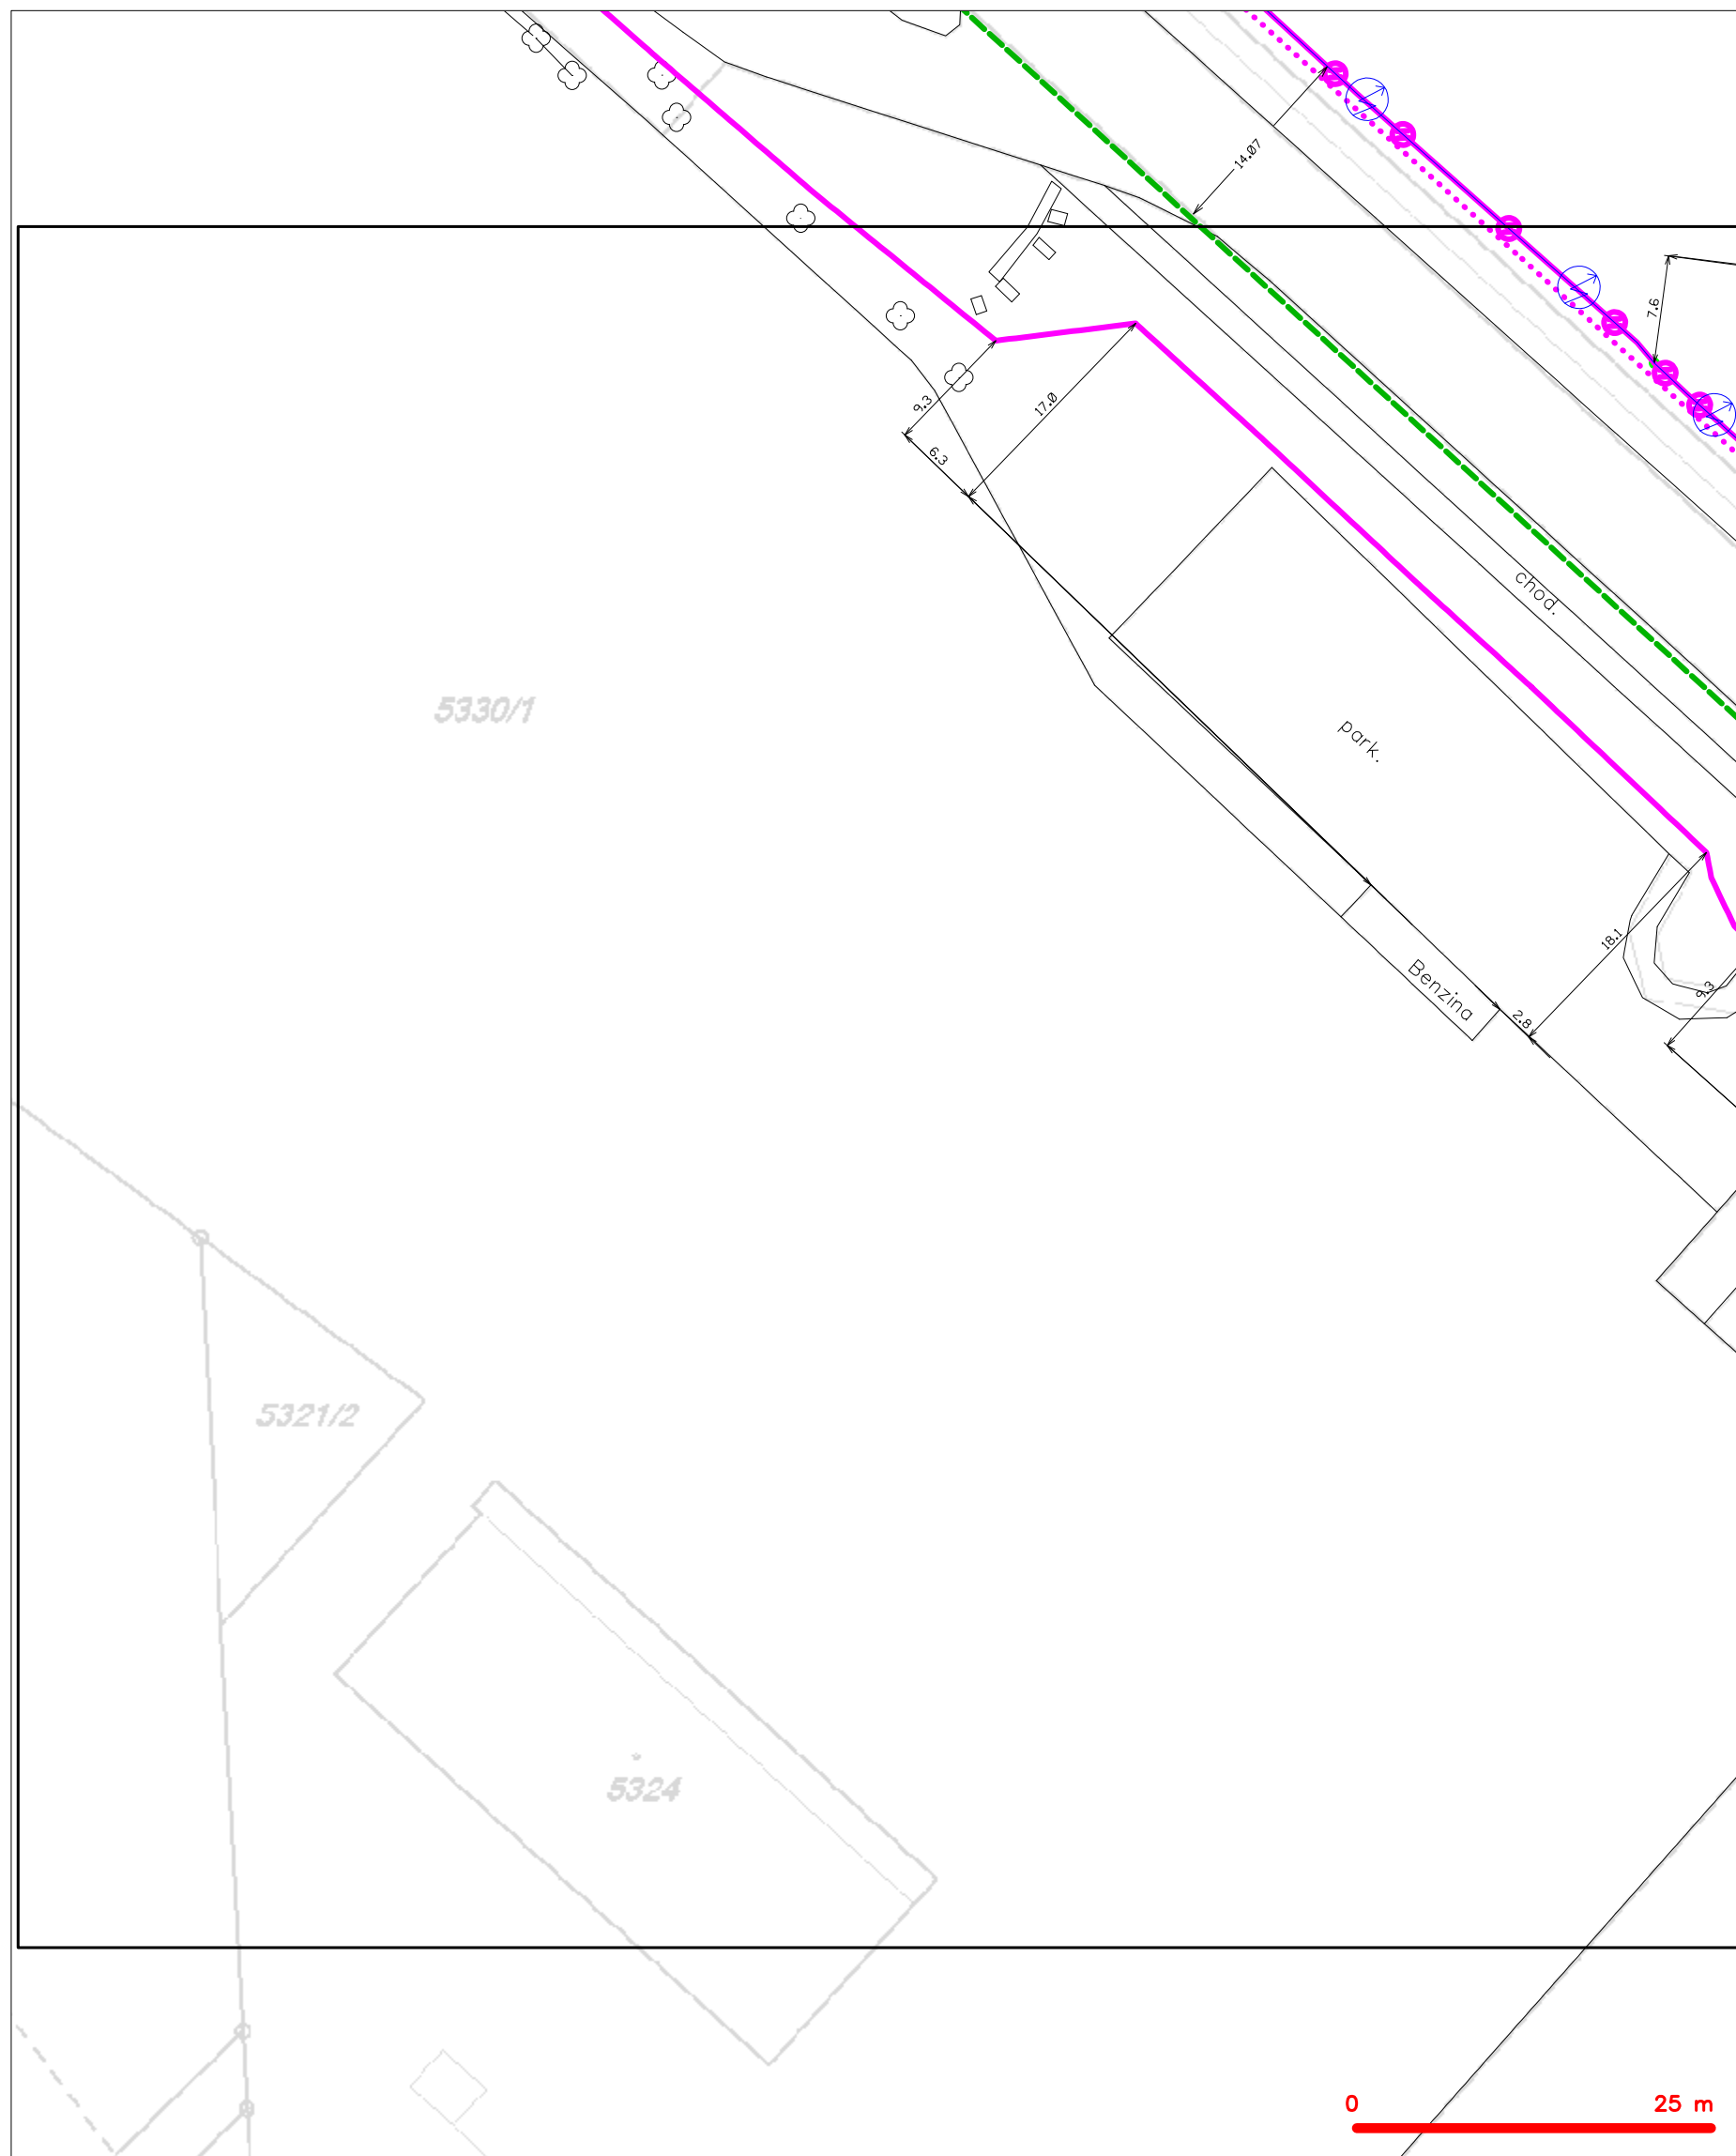 14.07
7.6
9.3
17.0
6.3
chod.
5330/1
park.
18.1
Benzina
9.3
2.8
5321/2
5324
0 25 m